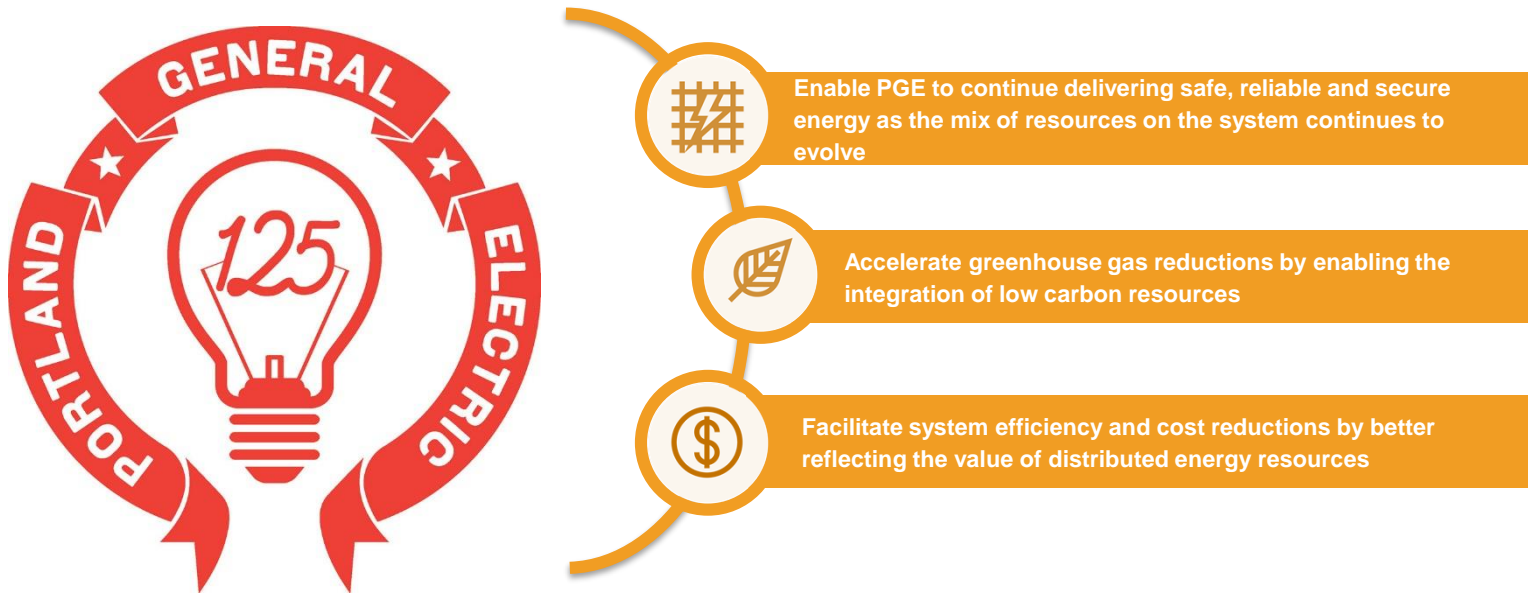 PORTLAND
GENERAL
ELECTRIC
125
Enable PGE to continue delivering safe, reliable and secure
energy as the mix of resources on the system continues to
evolve
Accelerate greenhouse gas reductions by enabling the
integration of low carbon resources
$
Facilitate system efficiency and cost reductions by better
reflecting the value of distributed energy resources